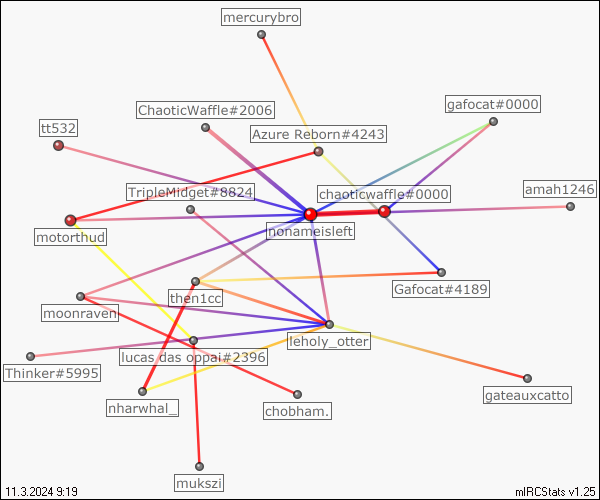 mercurybro
ChaoticWaffle#2006
gafocat#0000
tt532
Azure Reborn#4243
TripleMidget#8824
chaoticwaffle#0000
amah1246
motorthud
nonameisleft
then1cc
Gafocat#4189
moonraven
leholy_otter
lucas das oppai#2396
Thinker#5995
gateauxcatto
nharwhal_
chobham.
mukszi
11.3.2024 9:19
mIRCStats v1.25